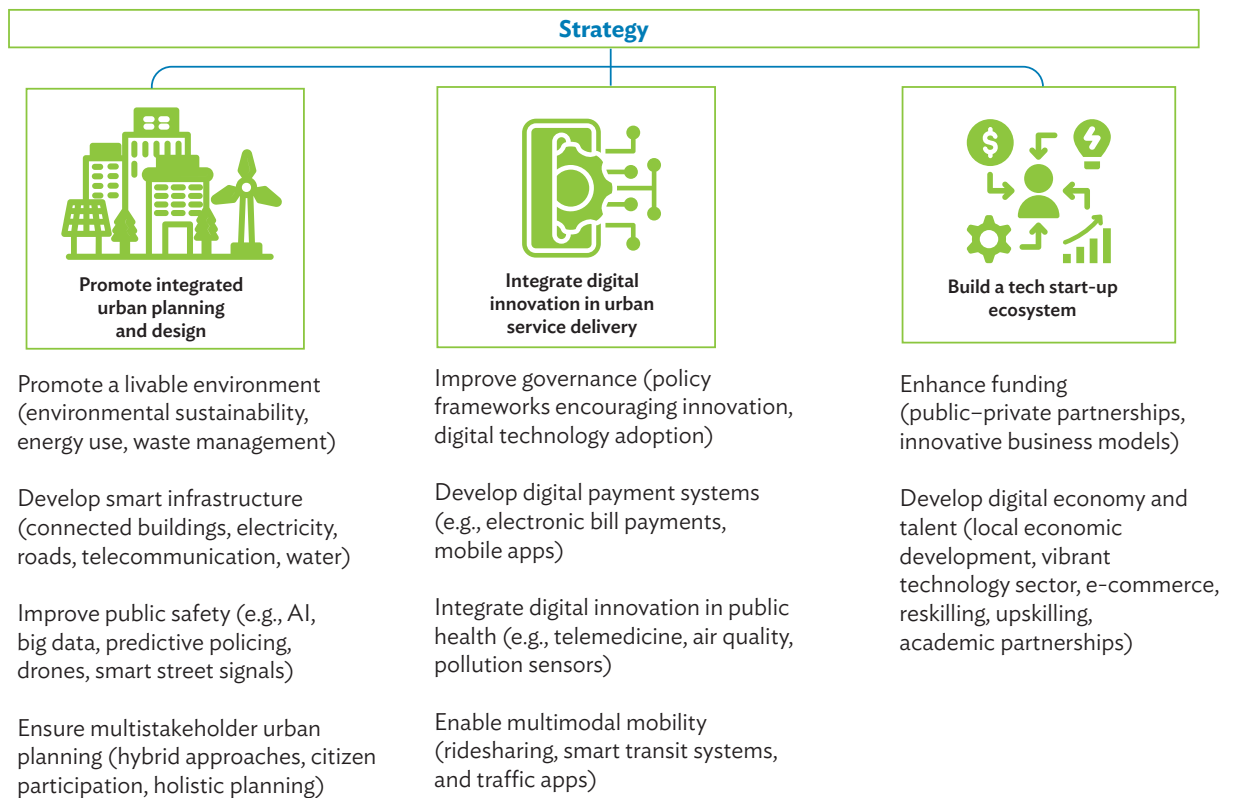 Strategy
Promote integrated
urban planning
and design
Promote a livable environment
(environmental sustainability,
energy use, waste management)
Develop smart infrastructure
(connected buildings, electricity,
roads, telecommunication, water)
Improve public safety (e.g., AI,
big data, predictive policing,
drones, smart street signals)
Ensure multistakeholder urban
planning (hybrid approaches, citizen
participation, holistic planning)
Integrate digital
innovation in urban
service delivery
Improve governance (policy
frameworks encouraging innovation,
digital technology adoption)
Develop digital payment systems
(e.g., electronic bill payments,
mobile apps)
Integrate digital innovation in public
health (e.g., telemedicine, air quality,
pollution sensors)
Enable multimodal mobility
(ridesharing, smart transit systems,
and traffic apps)
$
Build a tech start-up
ecosystem
Enhance funding
(public–private partnerships,
innovative business models)
Develop digital economy and
talent (local economic
development, vibrant
technology sector, e-commerce,
reskilling, upskilling,
academic partnerships)